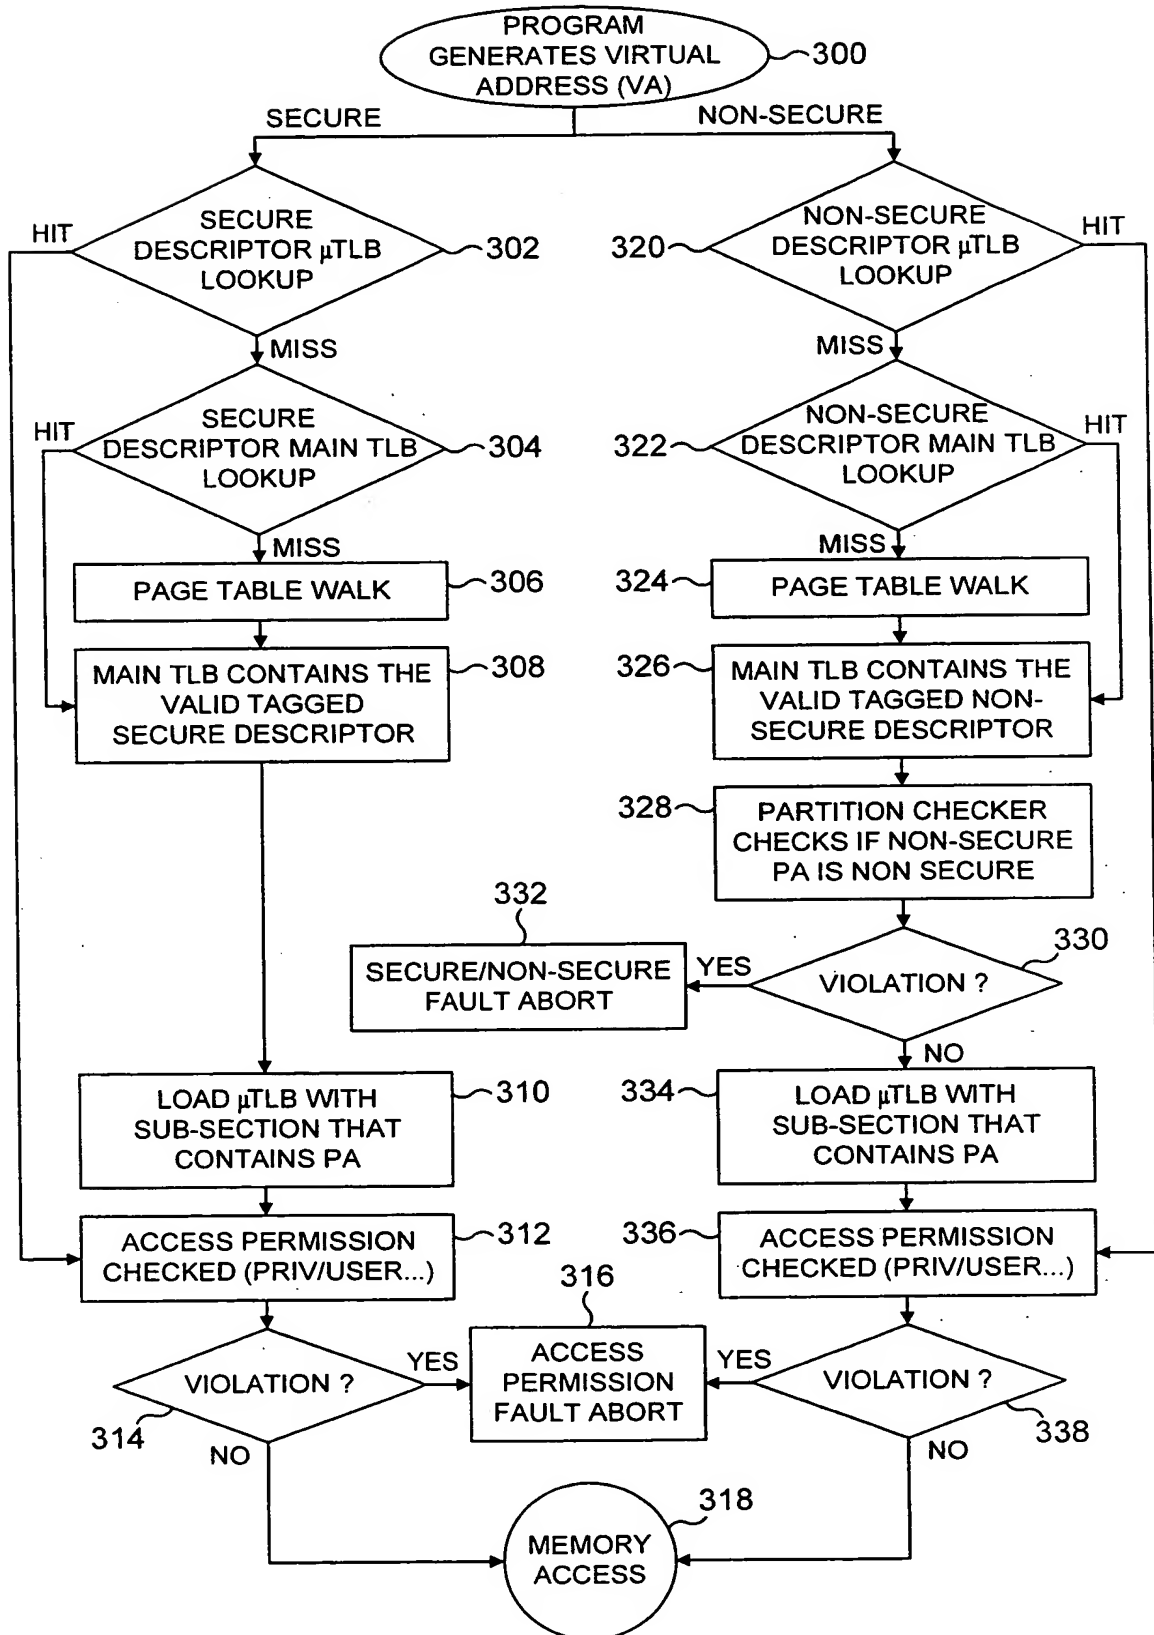 PROGRAM
GENERATES VIRTUAL
ADDRESS (VA)
300
SECURE
NON-SECURE
HIT
SECURE
DESCRIPTOR µTLB
LOOKUP
302
320
NON-SECURE
DESCRIPTOR µTLB
LOOKUP
HIT
MISS
MISS
HIT
SECURE
DESCRIPTOR MAIN TLB
LOOKUP
304
322
NON-SECURE
DESCRIPTOR MAIN TLB
LOOKUP
HIT
MISS
MISS
PAGE TABLE WALK
306
324
PAGE TABLE WALK
MAIN TLB CONTAINS THE
VALID TAGGED
SECURE DESCRIPTOR
308
326
MAIN TLB CONTAINS THE
VALID TAGGED NON-
SECURE DESCRIPTOR
328
PARTITION CHECKER
CHECKS IF NON-SECURE
PA IS NON SECURE
332
SECURE/NON-SECURE
FAULT ABORT
YES
VIOLATION ?
330
NO
LOAD µTLB WITH
SUB-SECTION THAT
CONTAINS PA
310
334
LOAD µTLB WITH
SUB-SECTION THAT
CONTAINS PA
ACCESS PERMISSION
CHECKED (PRIV/USER...)
312
336
ACCESS PERMISSION
CHECKED (PRIV/USER...)
316
VIOLATION ?
314
YES
ACCESS
PERMISSION
FAULT ABORT
YES
VIOLATION ?
338
NO
NO
318
MEMORY
ACCESS